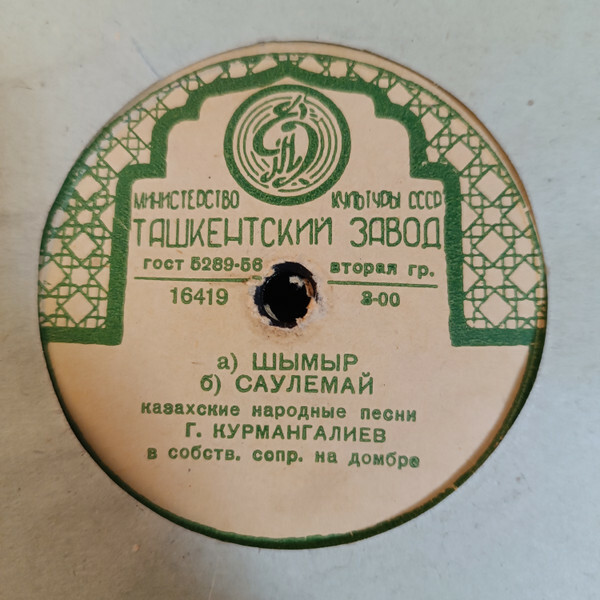 МИНИСТЕРСТВО КУЛЬТУРЫ СССР
ТАШКЕНТСКИЙ ЗАВОД
ГОСТ 5289-56 вторая гр.
16419 8-00
а) ШЫМЫР
б) САУЛЕМАЙ
казахские народные песни
Г. КУРМАНГАЛИЕВ
в собств. сопр. на домбре